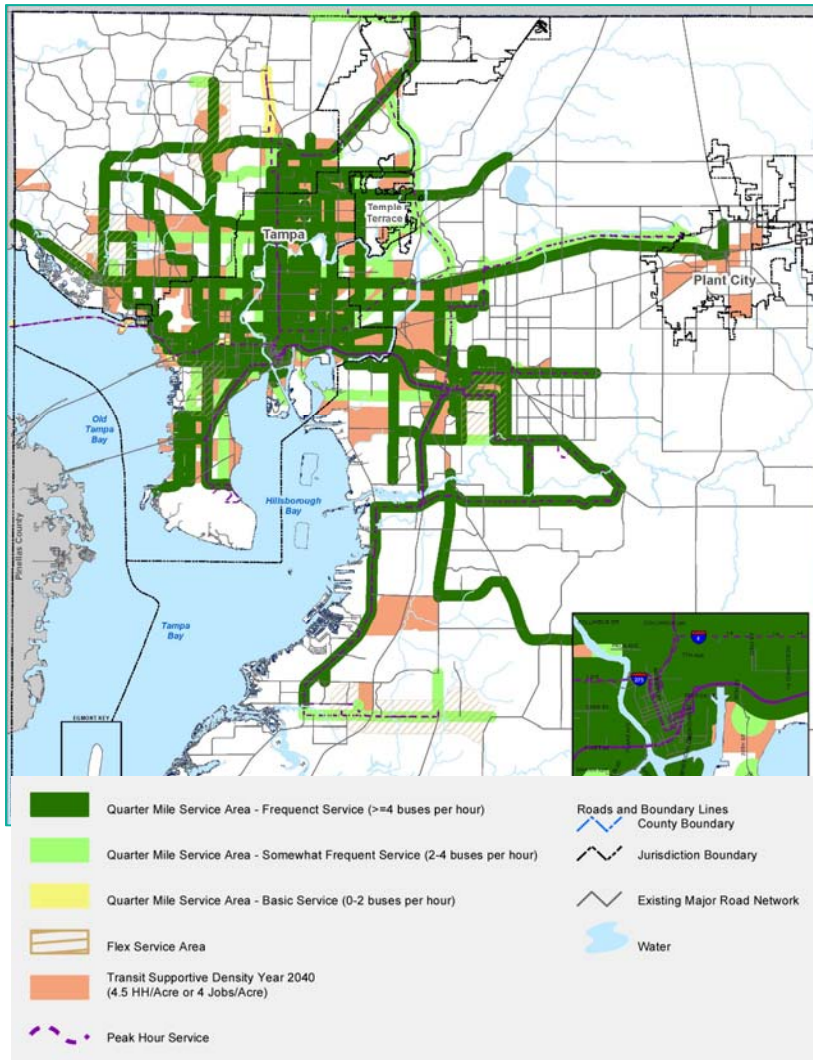 Temple
Terrace
Tampa
Plant City
Old
Tampa
Bay
Hillsborough
Bay
Pinellas County
Tampa
Bay
EGMONT KEY
4
275
7TH AVE
Quarter Mile Service Area - Frequenct Service (>=4 buses per hour)
Quarter Mile Service Area - Somewhat Frequent Service (2-4 buses per hour)
Quarter Mile Service Area - Basic Service (0-2 buses per hour)
Flex Service Area
Transit Supportive Density Year 2040
(4.5 HH/Acre or 4 Jobs/Acre)
Peak Hour Service
Roads and Boundary Lines
County Boundary
Jurisdiction Boundary
Existing Major Road Network
Water